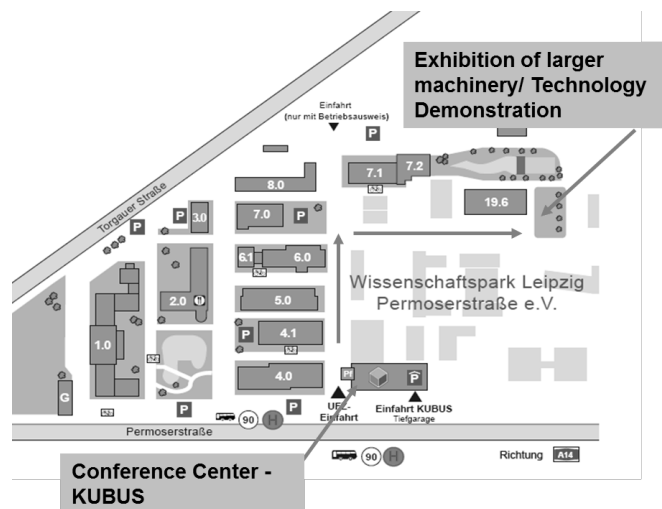 Exhibition of larger
machinery/ Technology
Demonstration
Einfahrt
(nur mit Betriebsausweis)
P
7.1
7.2
8.0
19.6
Torgauer Straße
P
P
3.0
7.0
P
6.1
6.0
Wissenschaftspark Leipzig
Permoserstraße e.V.
2.0
5.0
1.0
P
4.1
4.0
Pf
P
G
P
P
UFZ-
Einfahrt
Einfahrt KUBUS
Tiefgarage
90
H
Permoserstraße
90
H
Richtung
A14
Conference Center -
KUBUS